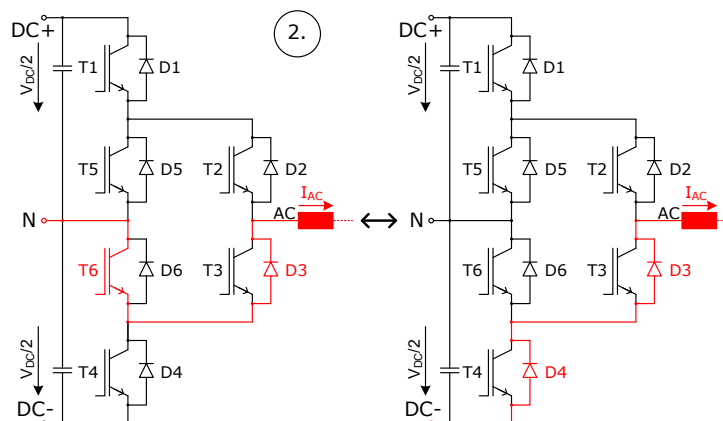 2.
DC+
V_DC/2
T1
D1
T5
D5
T2
D2
I_AC
N
AC
T6
D6
T3
D3
V_DC/2
T4
D4
DC-
DC+
V_DC/2
T1
D1
T5
D5
T2
D2
I_AC
N
AC
T6
D6
T3
D3
V_DC/2
T4
D4
DC-